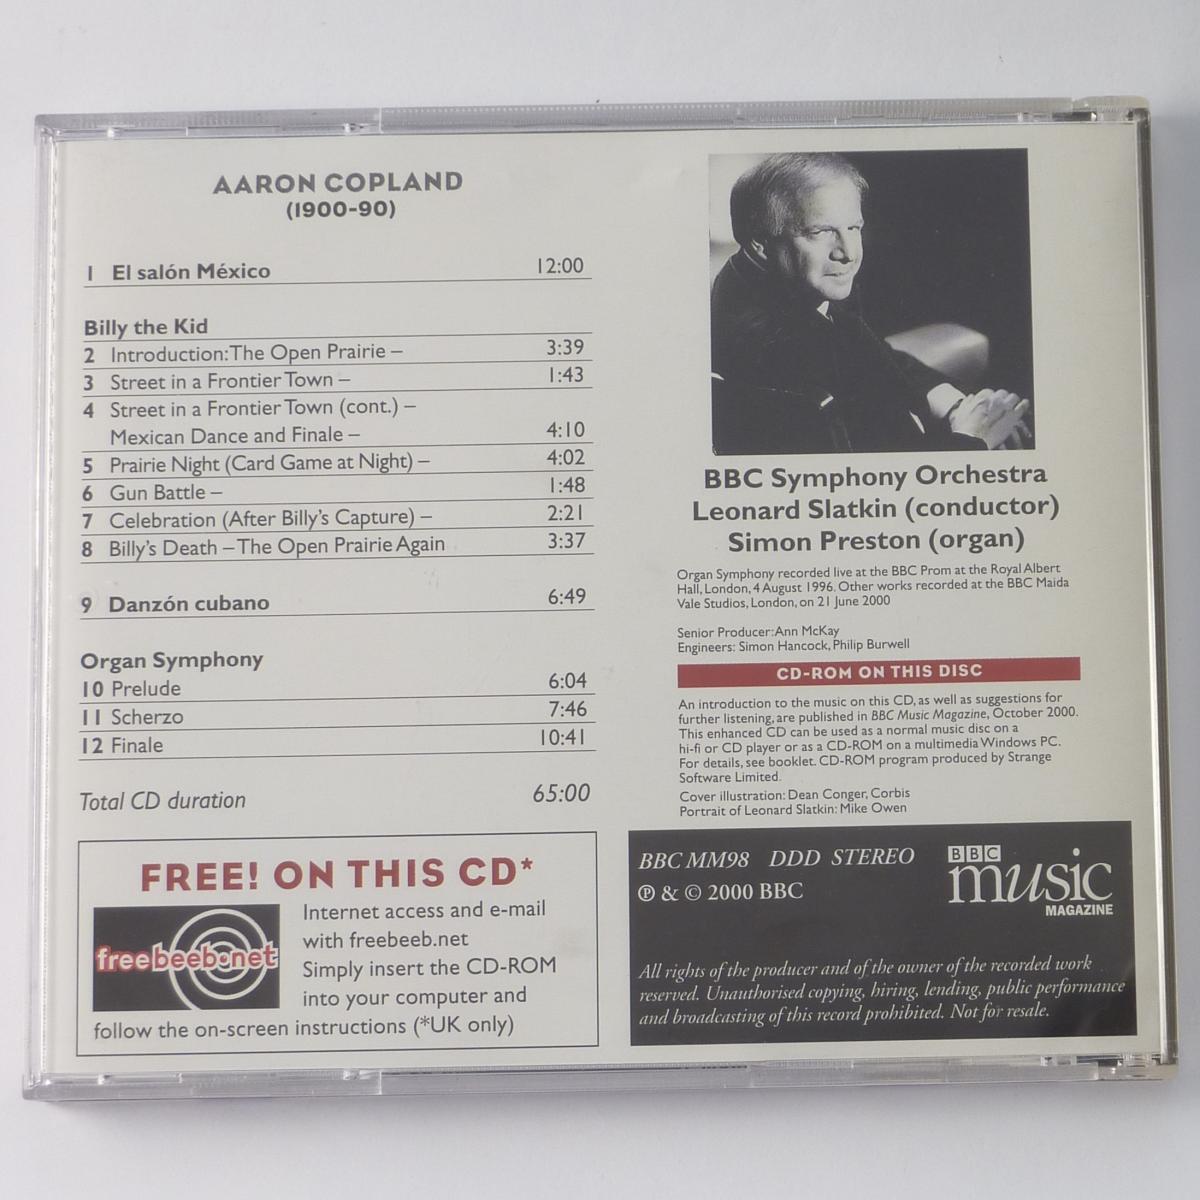 AARON COPLAND
(1900-90)
1 El salón México 12:00
Billy the Kid
2 Introduction: The Open Prairie – 3:39
3 Street in a Frontier Town – 1:43
4 Street in a Frontier Town (cont.) –
Mexican Dance and Finale – 4:10
5 Prairie Night (Card Game at Night) – 4:02
6 Gun Battle – 1:48
7 Celebration (After Billy's Capture) – 2:21
8 Billy's Death – The Open Prairie Again 3:37
9 Danzón cubano 6:49
Organ Symphony
10 Prelude 6:04
11 Scherzo 7:46
12 Finale 10:41
Total CD duration 65:00
FREE! ON THIS CD*
freebeeb.net
Internet access and e-mail
with freebeeb.net
Simply insert the CD-ROM
into your computer and
follow the on-screen instructions (*UK only)
BBC Symphony Orchestra
Leonard Slatkin (conductor)
Simon Preston (organ)
Organ Symphony recorded live at the BBC Prom at the Royal Albert
Hall, London, 4 August 1996. Other works recorded at the BBC Maida
Vale Studios, London, on 21 June 2000
Senior Producer: Ann McKay
Engineers: Simon Hancock, Philip Burwell
CD-ROM ON THIS DISC
An introduction to the music on this CD, as well as suggestions for
further listening, are published in BBC Music Magazine, October 2000.
This enhanced CD can be used as a normal music disc on a
hi-fi or CD player or as a CD-ROM on a multimedia Windows PC.
For details, see booklet. CD-ROM program produced by Strange
Software Limited.
Cover illustration: Dean Conger, Corbis
Portrait of Leonard Slatkin: Mike Owen
BBC MM98 DDD STEREO
℗ & © 2000 BBC
BBC
music
MAGAZINE
All rights of the producer and of the owner of the recorded work
reserved. Unauthorised copying, hiring, lending, public performance
and broadcasting of this record prohibited. Not for resale.